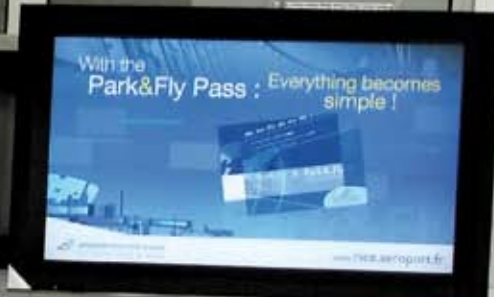 With the
Park&Fly Pass :
Everything becomes
simple !
www.nice.aeroport.fr